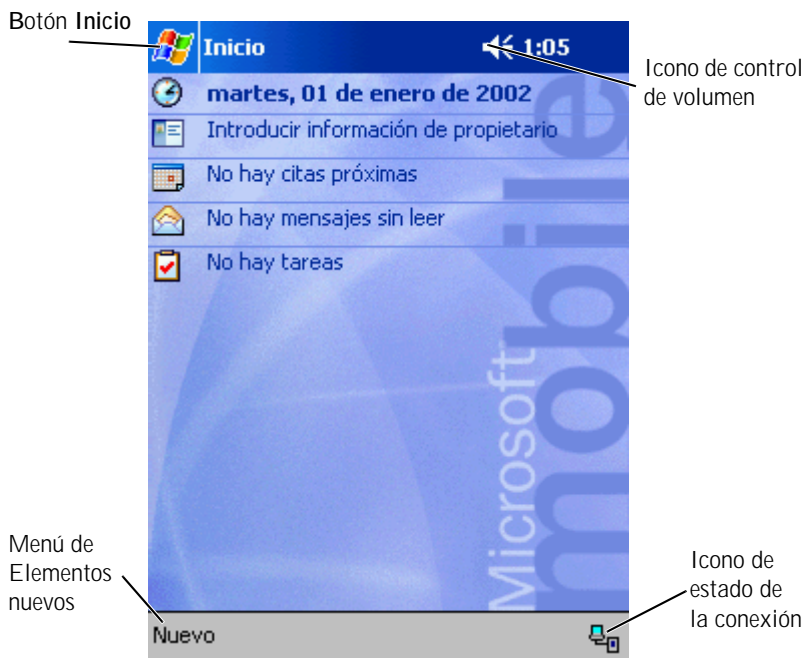 Botón Inicio
Inicio
1:05
Icono de control
de volumen
martes, 01 de enero de 2002
Introducir información de propietario
No hay citas próximas
No hay mensajes sin leer
No hay tareas
Microsoft
mobile
Menú de
Elementos
nuevos
Icono de
estado de
la conexión
Nuevo